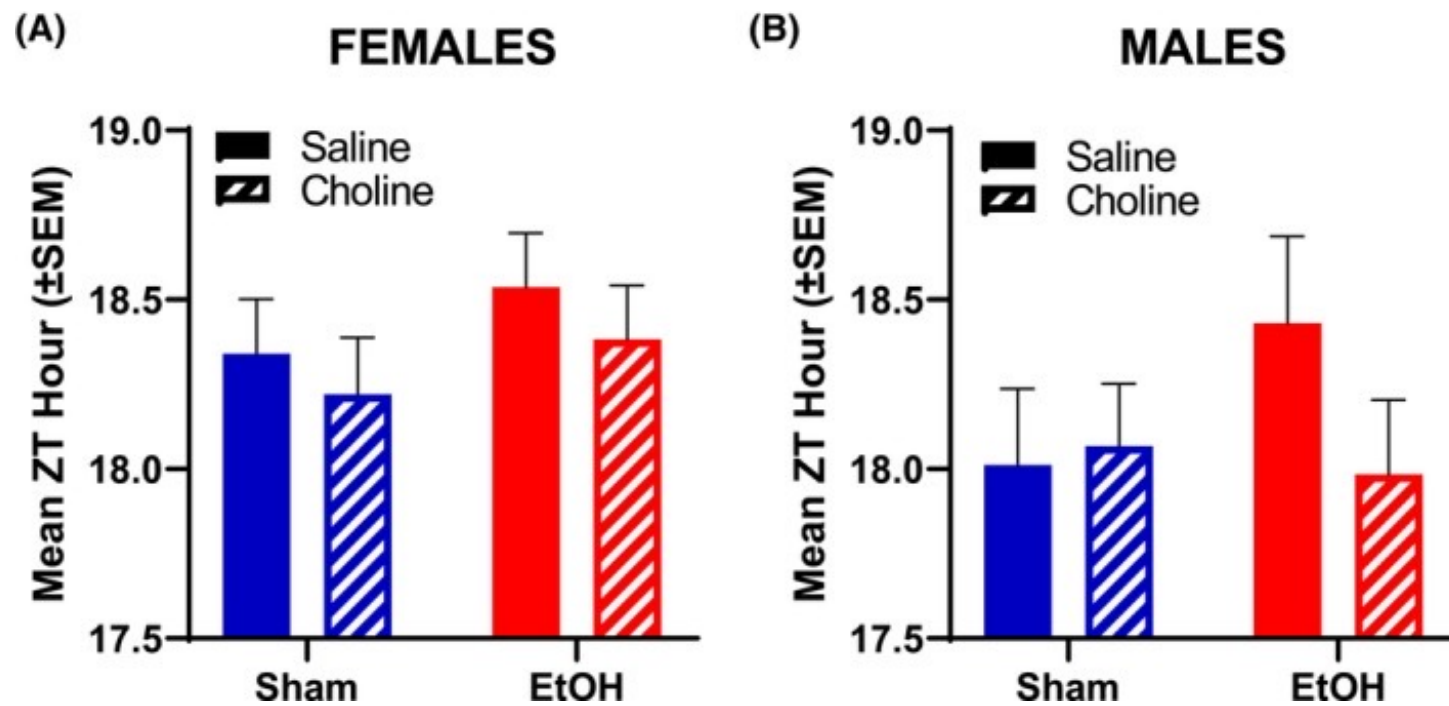 (A)
FEMALES
Mean ZT Hour (±SEM)
19.0
18.5
18.0
17.5
Saline
Choline
Sham
EtOH
(B)
MALES
Mean ZT Hour (±SEM)
19.0
18.5
18.0
17.5
Saline
Choline
Sham
EtOH